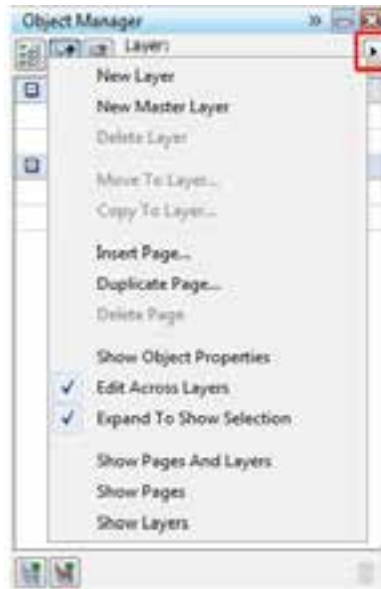 Object Manager
Layer:
New Layer
New Master Layer
Delete Layer
Move To Layer...
Copy To Layer...
Insert Page...
Duplicate Page...
Delete Page
Show Object Properties
Edit Across Layers
Expand To Show Selection
Show Pages And Layers
Show Pages
Show Layers